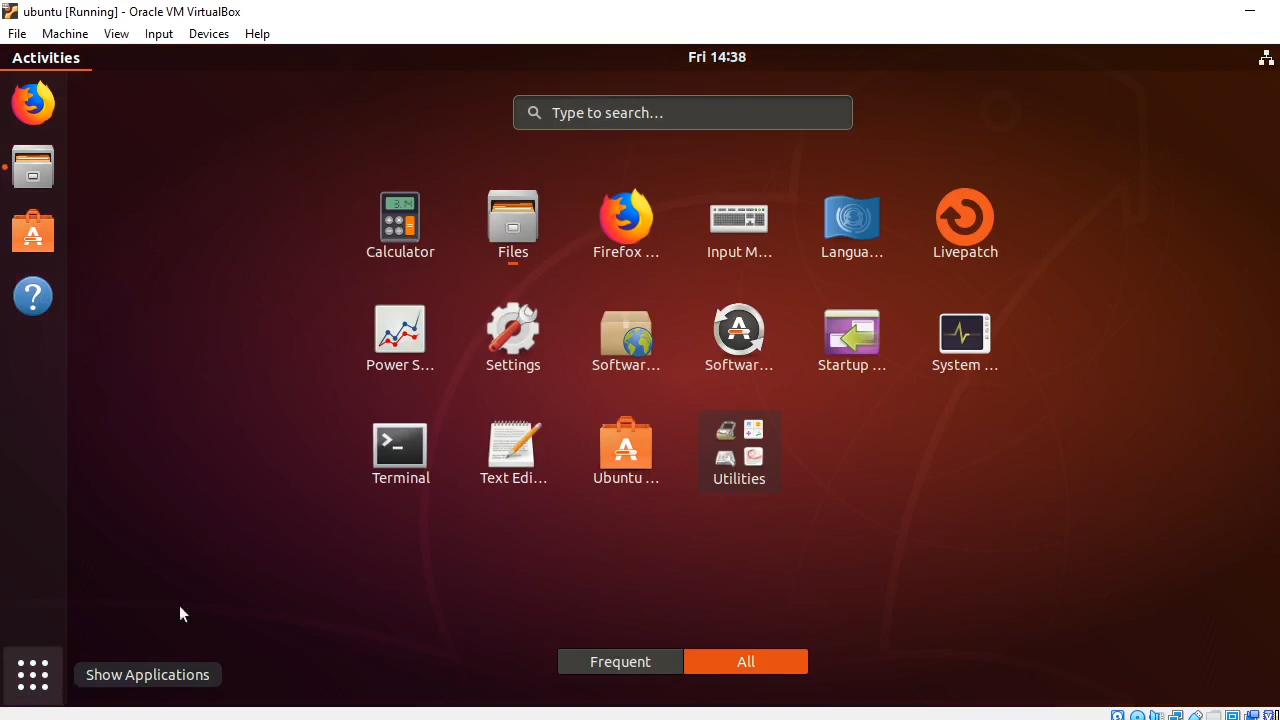 ubuntu [Running] - Oracle VM VirtualBox
File Machine View Input Devices Help
Activities
Fri 14:38
Type to search...
Calculator
Files
Firefox ...
Input M...
Langua...
Livepatch
Power S...
Settings
Softwar...
Softwar...
Startup ...
System ...
Terminal
Text Edi...
Ubuntu ...
Utilities
Frequent
All
Show Applications